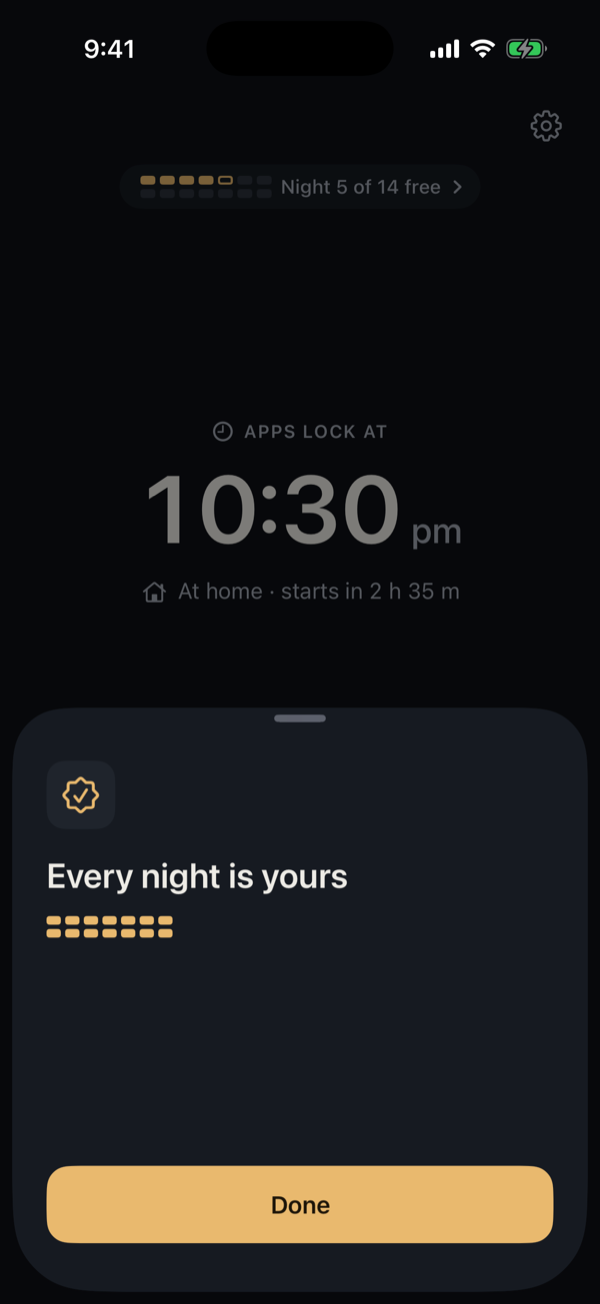 9:41
Night 5 of 14 free
APPS LOCK AT
10:30 pm
At home · starts in 2 h 35 m
Every night is yours
Done